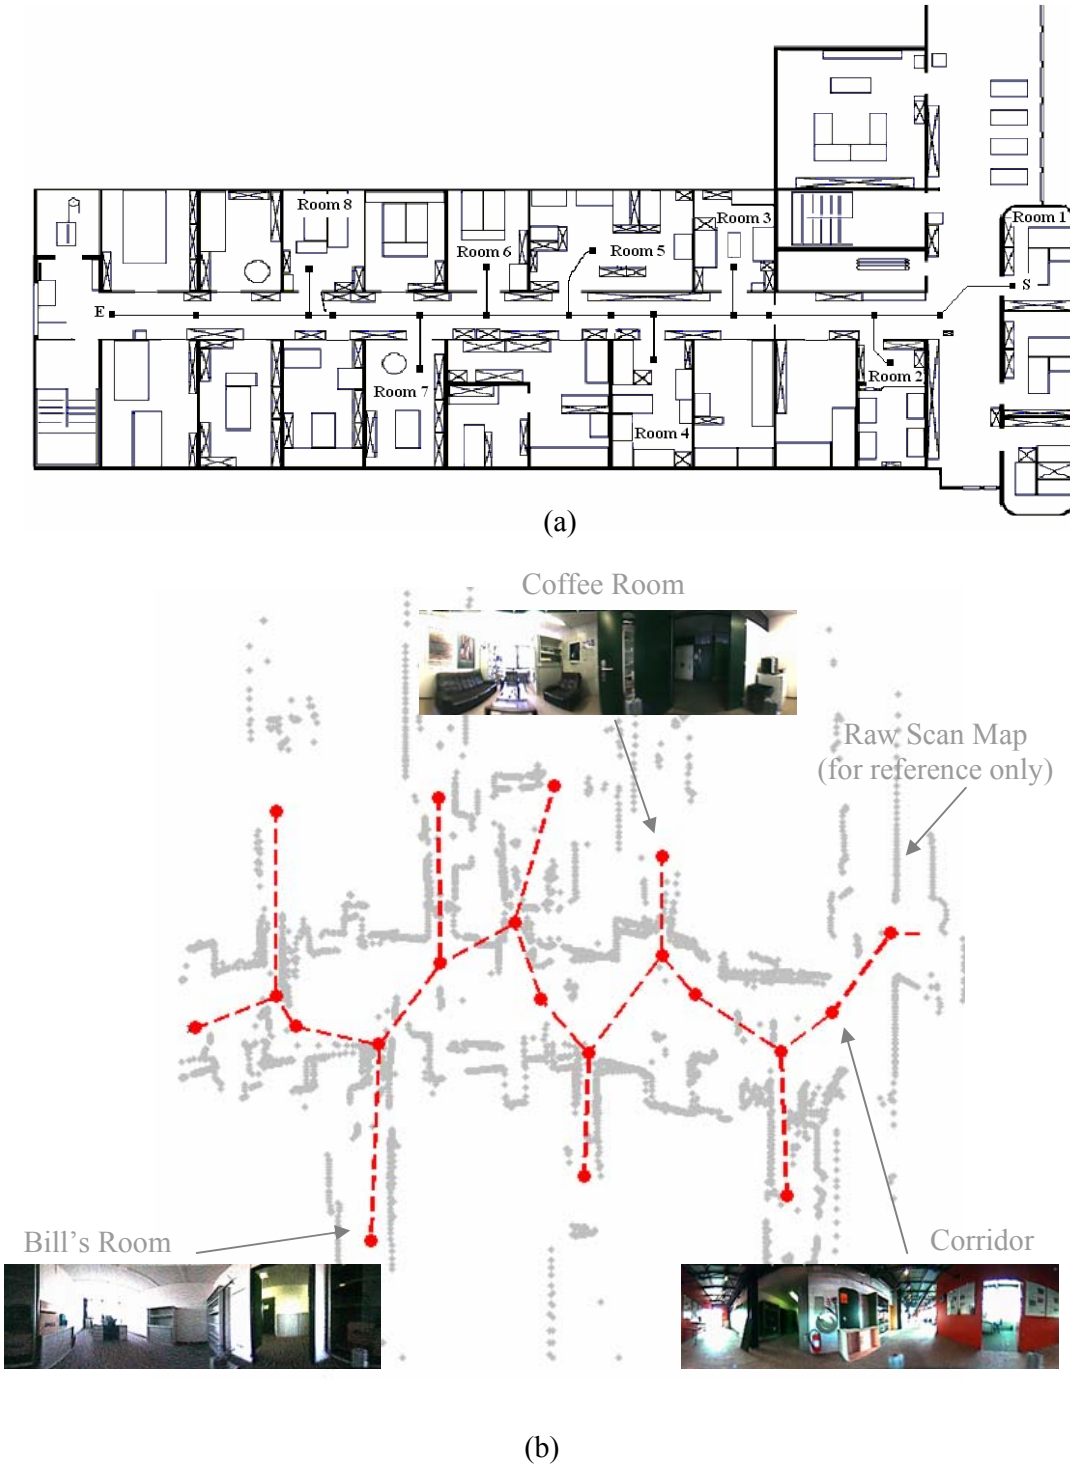 Room 8
Room 3
Room 1
Room 6
Room 5
S
E
Room 7
Room 2
Room 4
(a)
Coffee Room
Raw Scan Map
(for reference only)
Bill's Room
Corridor
(b)